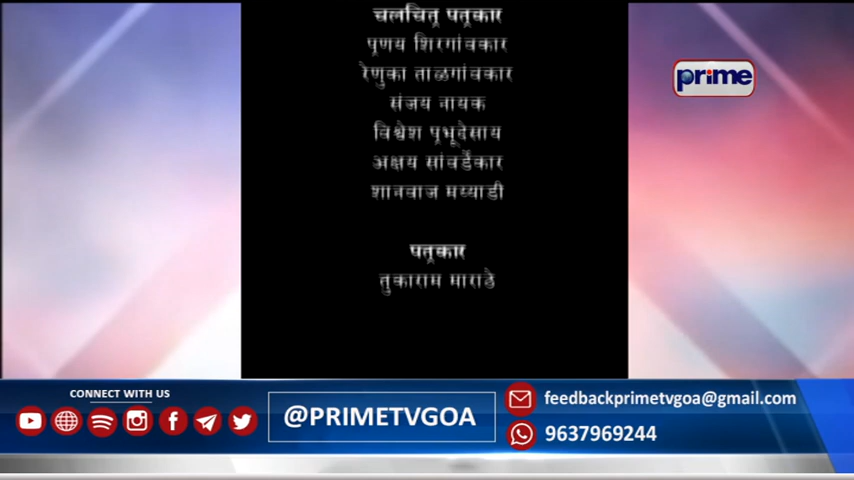 चलचित्र पत्रकार
प्रणय शिरगांवकार
रेणुका ताळगांवकार
संजय नायक
विश्वेश प्रभूदेसाय
अक्षय सांवर्डेकार
शानवाज मय्याडी
पत्रकार
तुकाराम माराठे
prime
CONNECT WITH US
@PRIMETVGOA
feedbackprimetvgoa@gmail.com
9637969244